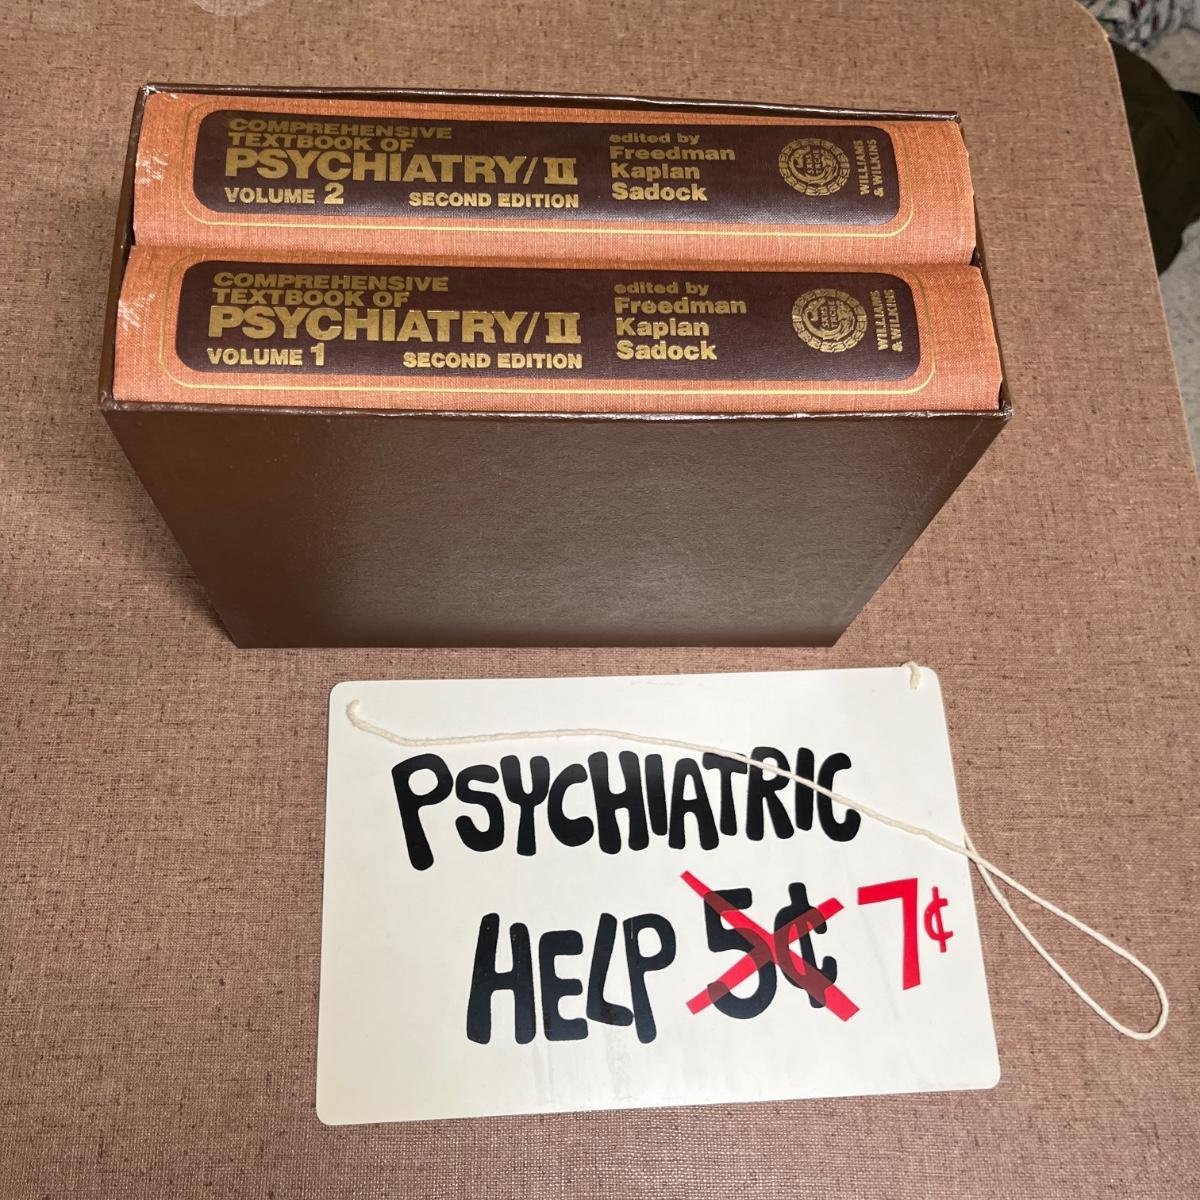 COMPREHENSIVE
TEXTBOOK OF
PSYCHIATRY/II
VOLUME 2 SECOND EDITION
edited by
Freedman
Kaplan
Sadock
WILLIAMS
& WILKINS
COMPREHENSIVE
TEXTBOOK OF
PSYCHIATRY/II
VOLUME 1 SECOND EDITION
edited by
Freedman
Kaplan
Sadock
WILLIAMS
& WILKINS
PSYCHIATRIC
HELP 5¢ 7¢